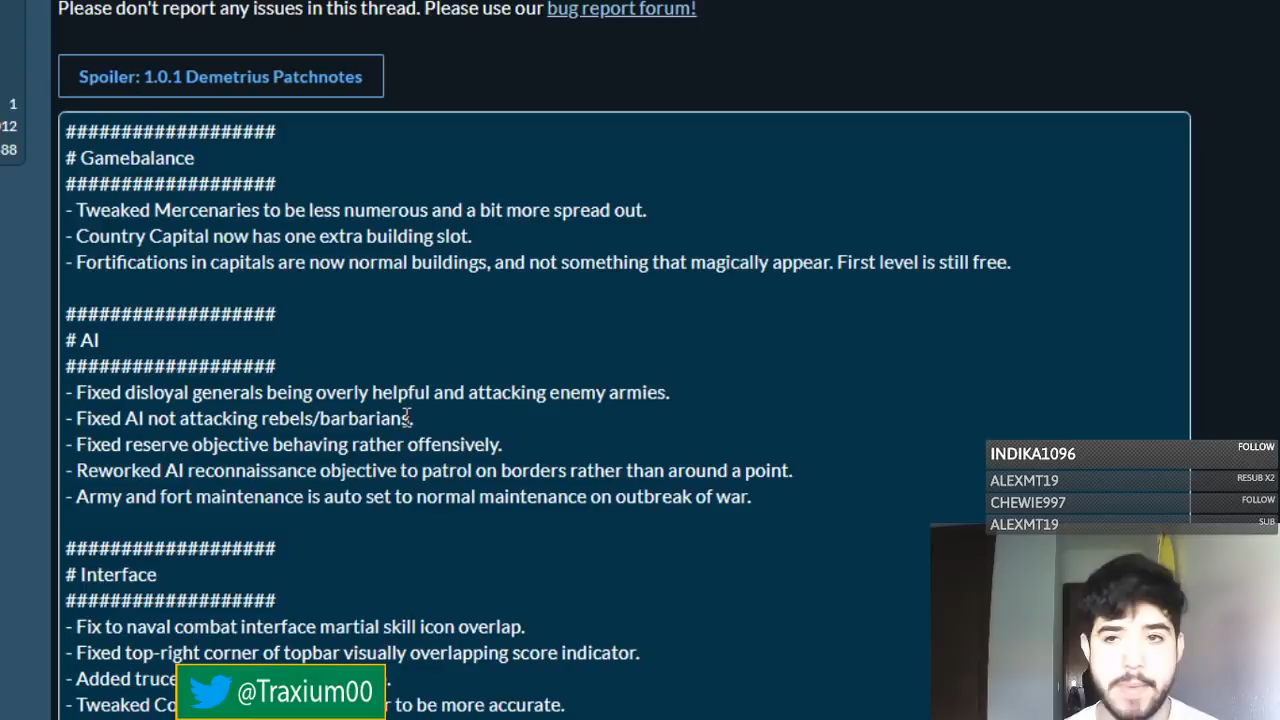 Please don't report any issues in this thread. Please use our bug report forum!
Spoiler: 1.0.1 Demetrius Patchnotes
1
012
88
###################
# Gamebalance
###################
- Tweaked Mercenaries to be less numerous and a bit more spread out.
- Country Capital now has one extra building slot.
- Fortifications in capitals are now normal buildings, and not something that magically appear. First level is still free.
###################
# AI
###################
- Fixed disloyal generals being overly helpful and attacking enemy armies.
- Fixed AI not attacking rebels/barbarians.
- Fixed reserve objective behaving rather offensively.
- Reworked AI reconnaissance objective to patrol on borders rather than around a point.
- Army and fort maintenance is auto set to normal maintenance on outbreak of war.
###################
# Interface
###################
- Fix to naval combat interface martial skill icon overlap.
- Fixed top-right corner of topbar visually overlapping score indicator.
- Added truce
- Tweaked to be more accurate.
@Traxium00
INDIKA1096 FOLLOW
ALEXMT19 RESUB X2
CHEWIE997 FOLLOW
ALEXMT19 SUB